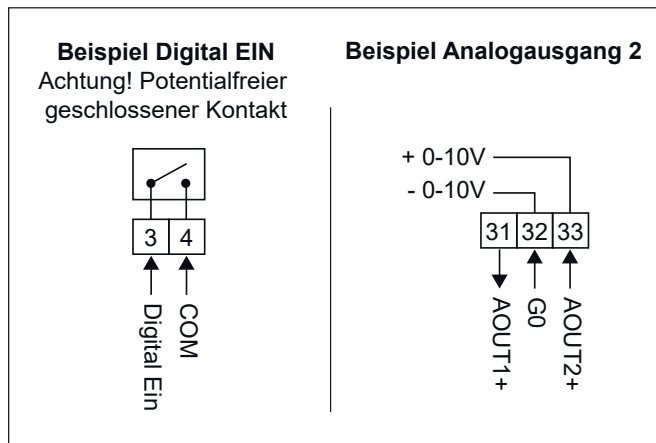 Beispiel Digital EIN
Achtung! Potentialfreier
geschlossener Kontakt
3 4
Digital Ein
COM
Beispiel Analogausgang 2
+ 0-10V
- 0-10V
31 32 33
AOUT1+
G0
AOUT2+